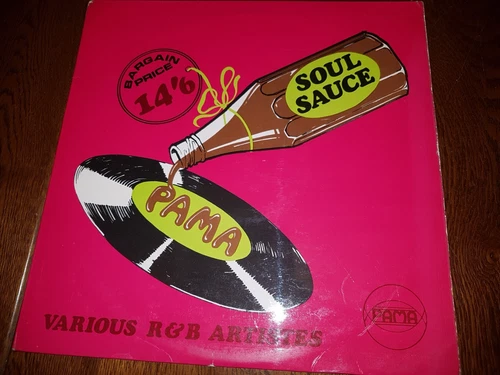 BARGAIN
PRICE
14'6
SOUL
SAUCE
PAMA
VARIOUS R&B ARTISTES
PAMA